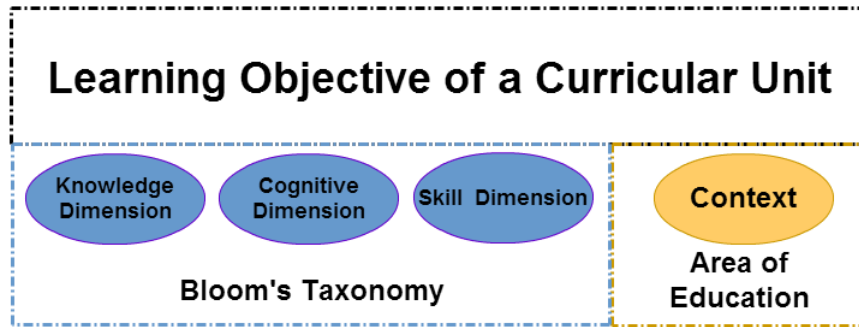 Learning Objective of a Curricular Unit
Knowledge
Dimension
Cognitive
Dimension
Skill Dimension
Bloom's Taxonomy
Context
Area of
Education